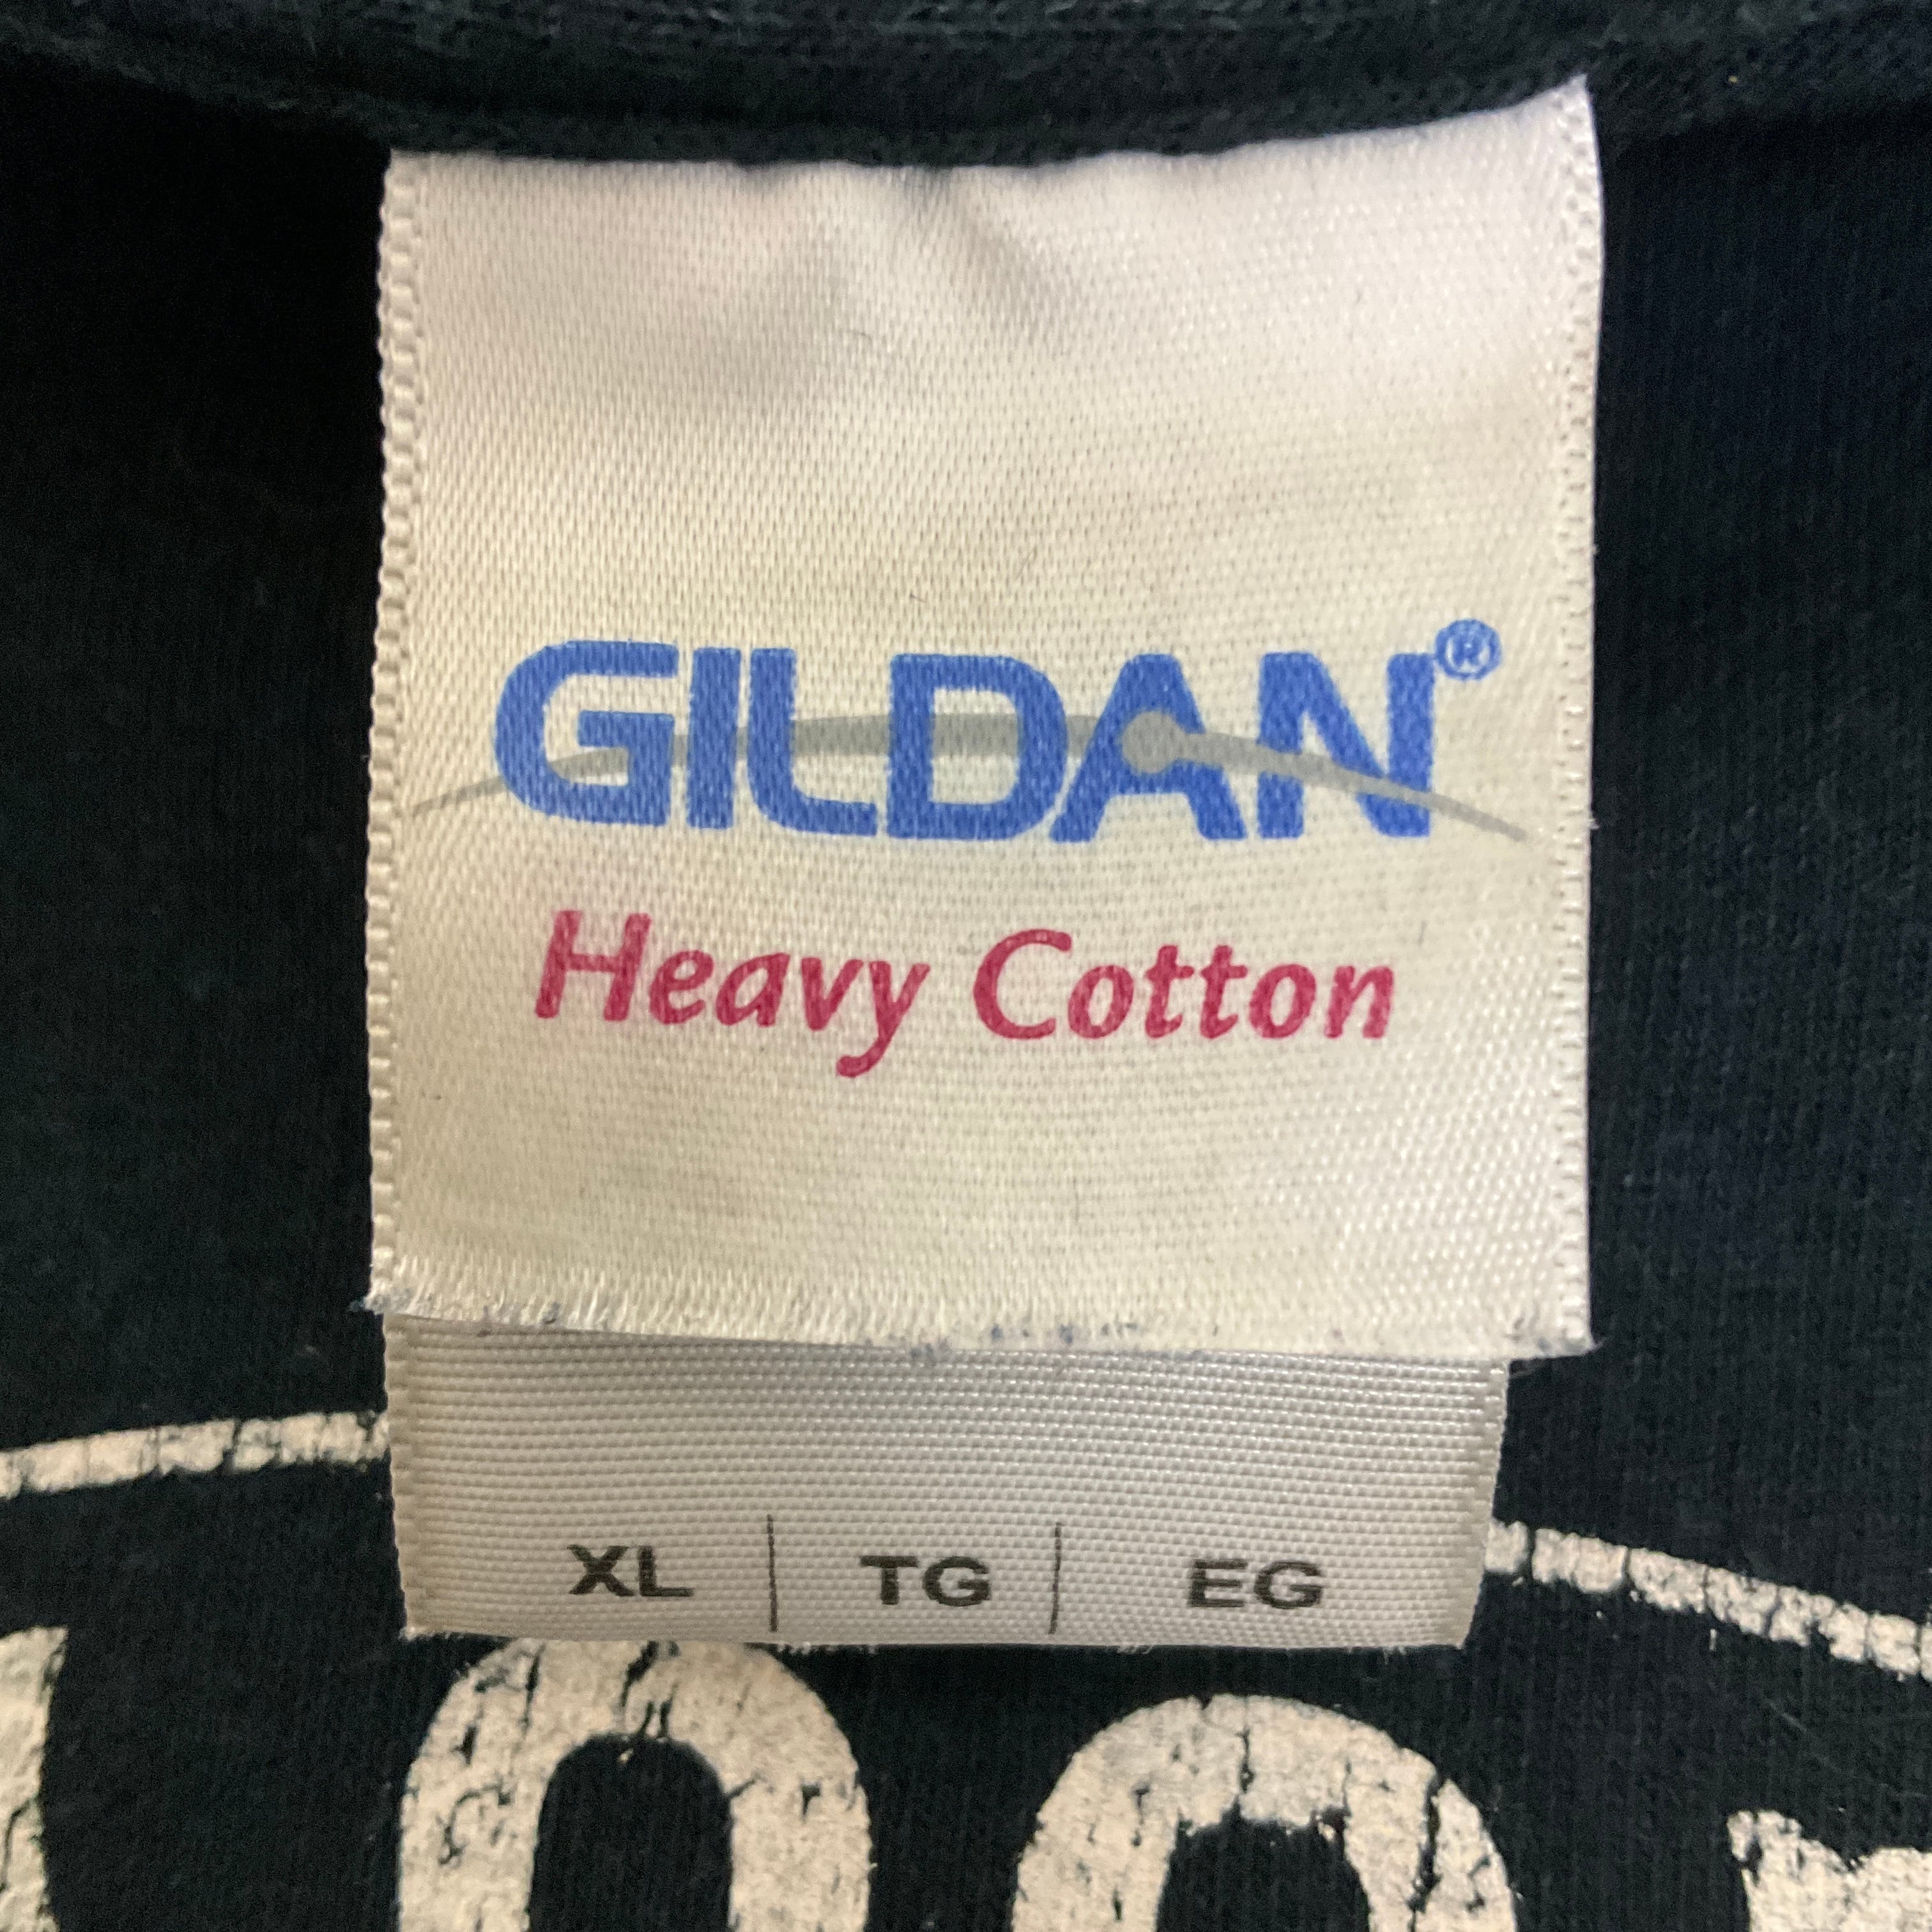 GILDAN®
Heavy Cotton
XL | TG | EG